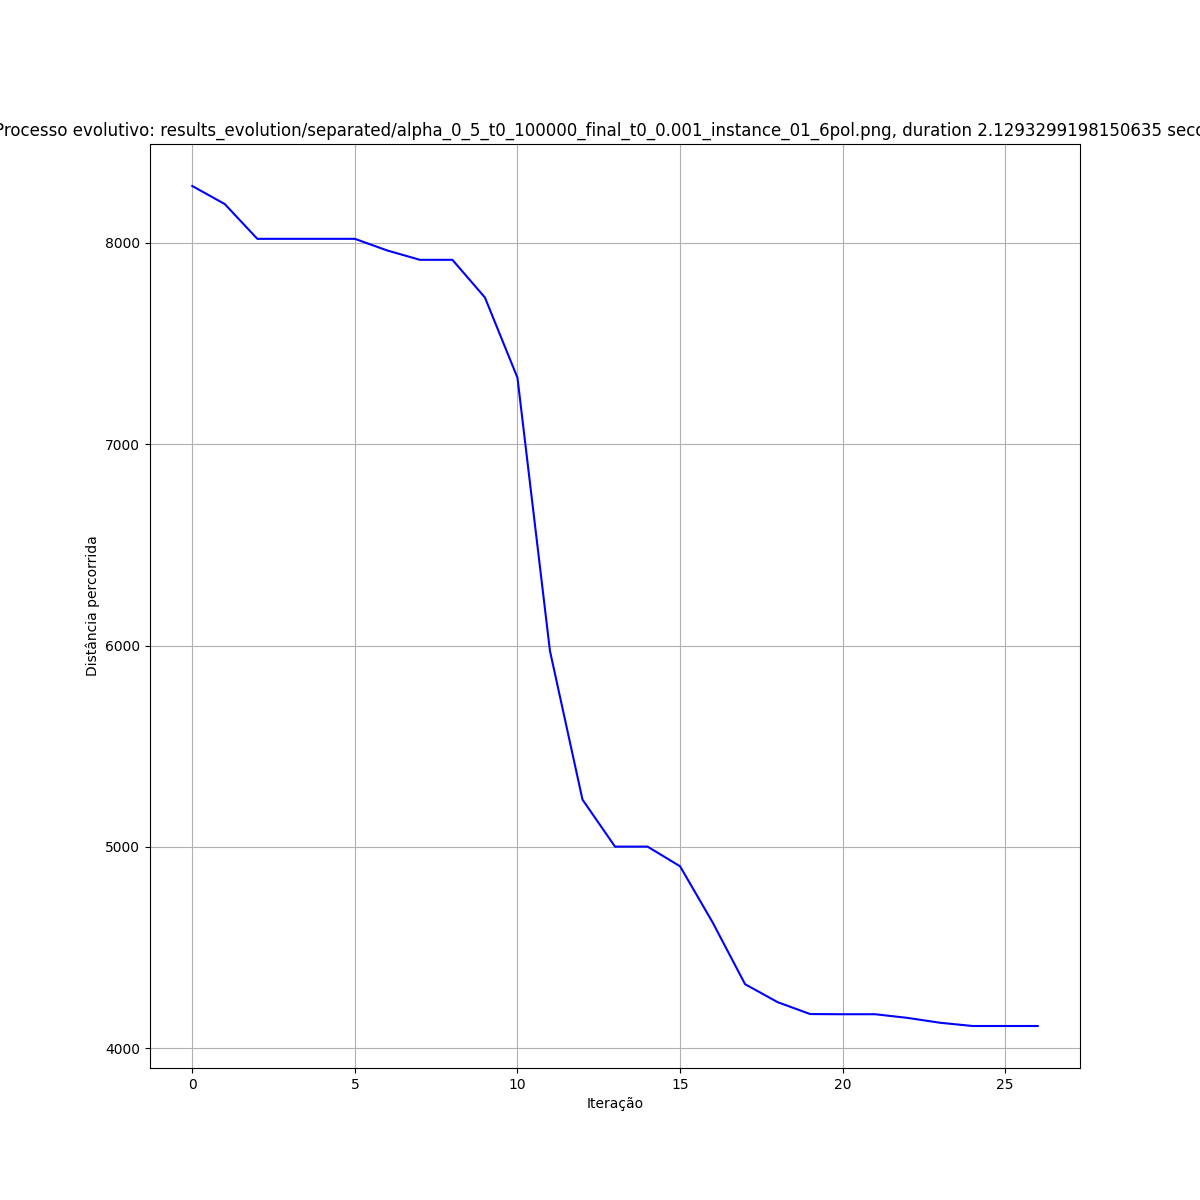 Processo evolutivo: results_evolution/separated/alpha_0_5_t0_100000_final_t0_0.001_instance_01_6pol.png, duration 2.1293299198150635
8000
7000
6000
5000
4000
Distância percorrida
0 5 10 15 20 25
Iteração